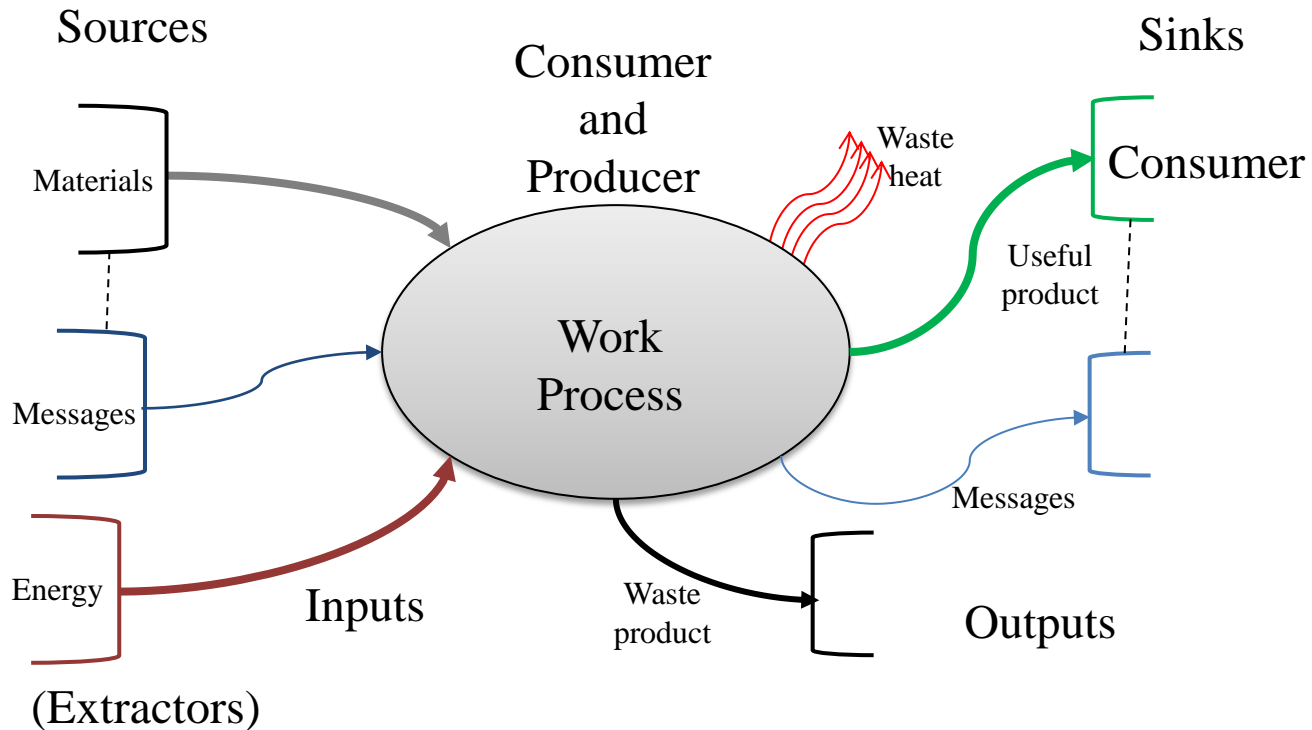 Sources
Sinks
Consumer
and
Producer
Waste
heat
Materials
Consumer
Useful
product
Work
Process
Messages
Messages
Energy
Inputs
Waste
product
Outputs
(Extractors)